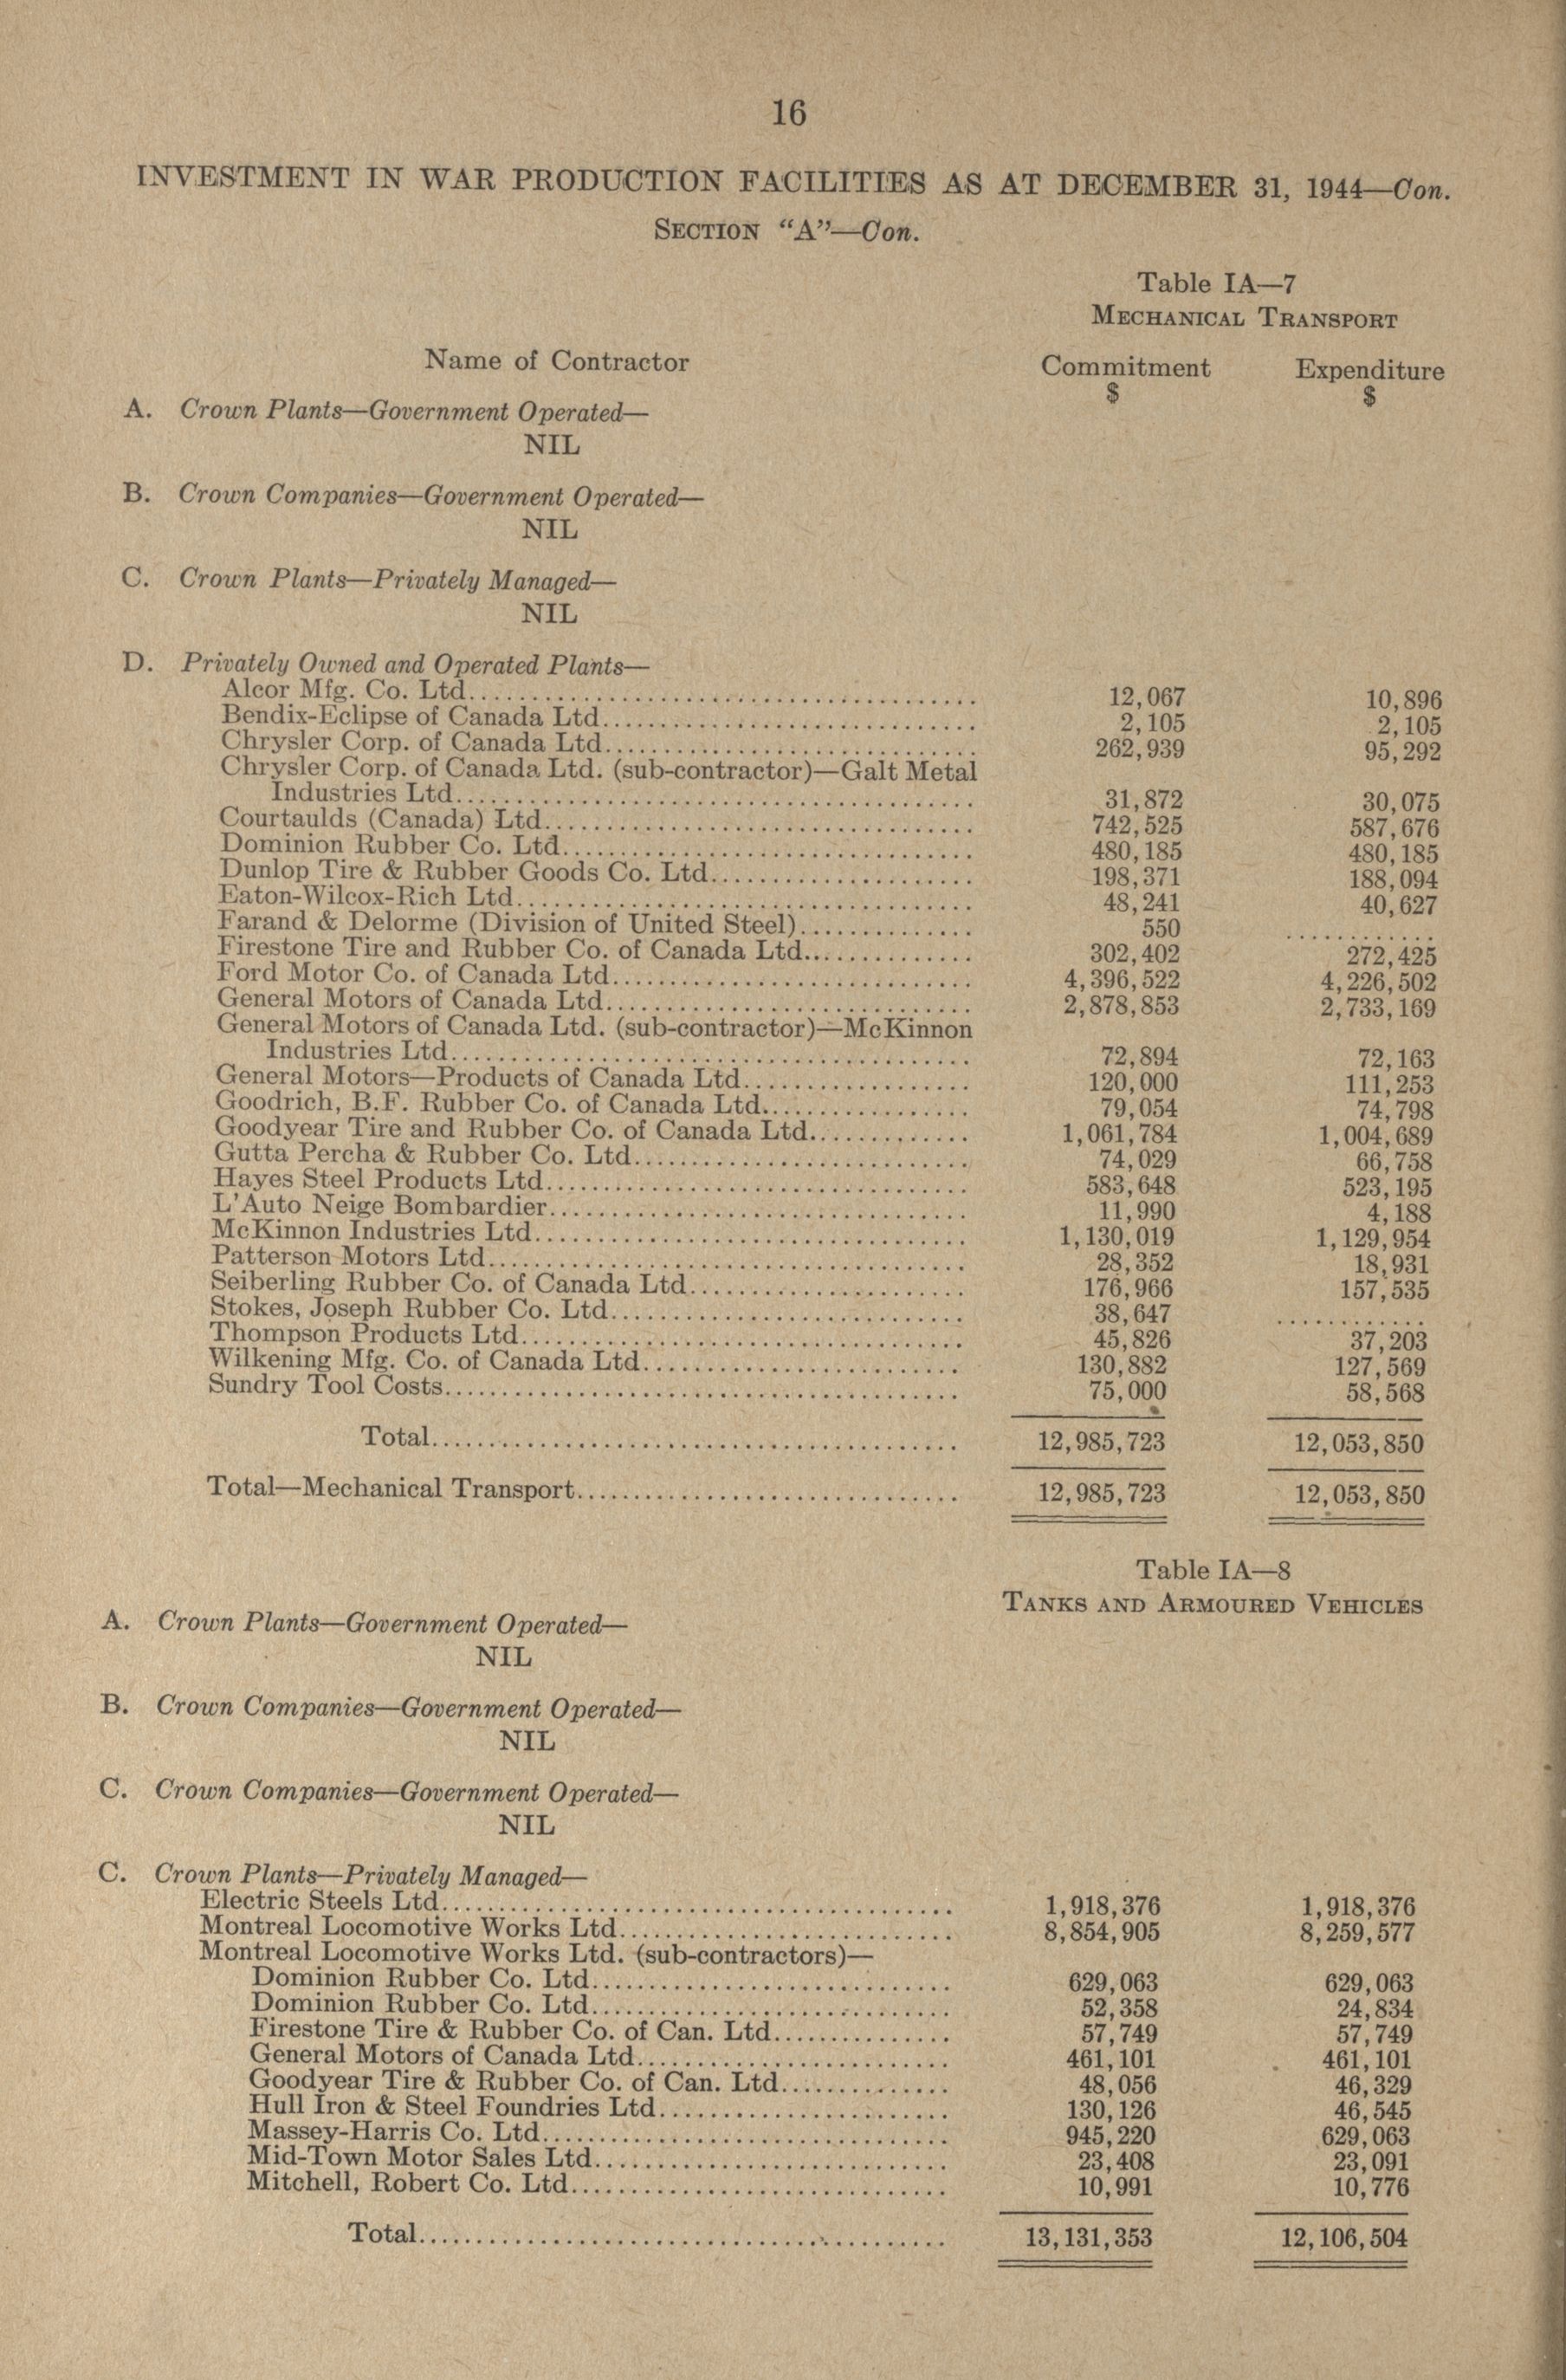 16
INVESTMENT IN WAR PRODUCTION FACILITIES AS AT DECEMBER 31, 1944—Con.
SECTION "A"—Con.
Table IA—7
MECHANICAL TRANSPORT
Name of Contractor Commitment Expenditure
$ $
A. Crown Plants—Government Operated—
NIL
B. Crown Companies—Government Operated—
NIL
C. Crown Plants—Privately Managed—
NIL
D. Privately Owned and Operated Plants—
Alcor Mfg. Co. Ltd. 12,067 10,896
Bendix-Eclipse of Canada Ltd. 2,105 2,105
Chrysler Corp. of Canada Ltd. 262,939 95,292
Chrysler Corp. of Canada Ltd. (sub-contractor)—Galt Metal
Industries Ltd. 31,872 30,075
Courtaulds (Canada) Ltd. 742,525 587,676
Dominion Rubber Co. Ltd. 480,185 480,185
Dunlop Tire & Rubber Goods Co. Ltd. 198,371 188,094
Eaton-Wilcox-Rich Ltd. 48,241 40,627
Farand & Delorme (Division of United Steel) 550 ............
Firestone Tire and Rubber Co. of Canada Ltd. 302,402 272,425
Ford Motor Co. of Canada Ltd. 4,396,522 4,226,502
General Motors of Canada Ltd. 2,878,853 2,733,169
General Motors of Canada Ltd. (sub-contractor)—McKinnon
Industries Ltd. 72,894 72,163
General Motors—Products of Canada Ltd. 120,000 111,253
Goodrich, B.F. Rubber Co. of Canada Ltd. 79,054 74,798
Goodyear Tire and Rubber Co. of Canada Ltd. 1,061,784 1,004,689
Gutta Percha & Rubber Co. Ltd. 74,029 66,758
Hayes Steel Products Ltd. 583,648 523,195
L'Auto Neige Bombardier 11,990 4,188
McKinnon Industries Ltd. 1,130,019 1,129,954
Patterson Motors Ltd. 28,352 18,931
Seiberling Rubber Co. of Canada Ltd. 176,966 157,535
Stokes, Joseph Rubber Co. Ltd. 38,647 ............
Thompson Products Ltd. 45,826 37,203
Wilkening Mfg. Co. of Canada Ltd. 130,882 127,569
Sundry Tool Costs 75,000 58,568
Total 12,985,723 12,053,850
Total—Mechanical Transport 12,985,723 12,053,850
Table IA—8
TANKS AND ARMOURED VEHICLES
A. Crown Plants—Government Operated—
NIL
B. Crown Companies—Government Operated—
NIL
C. Crown Companies—Government Operated—
NIL
C. Crown Plants—Privately Managed—
Electric Steels Ltd. 1,918,376 1,918,376
Montreal Locomotive Works Ltd. 8,854,905 8,259,577
Montreal Locomotive Works Ltd. (sub-contractors)—
Dominion Rubber Co. Ltd. 629,063 629,063
Dominion Rubber Co. Ltd. 52,358 24,834
Firestone Tire & Rubber Co. of Can. Ltd. 57,749 57,749
General Motors of Canada Ltd. 461,101 461,101
Goodyear Tire & Rubber Co. of Can. Ltd. 48,056 46,329
Hull Iron & Steel Foundries Ltd. 130,126 46,545
Massey-Harris Co. Ltd. 945,220 629,063
Mid-Town Motor Sales Ltd. 23,408 23,091
Mitchell, Robert Co. Ltd. 10,991 10,776
Total 13,131,353 12,106,504